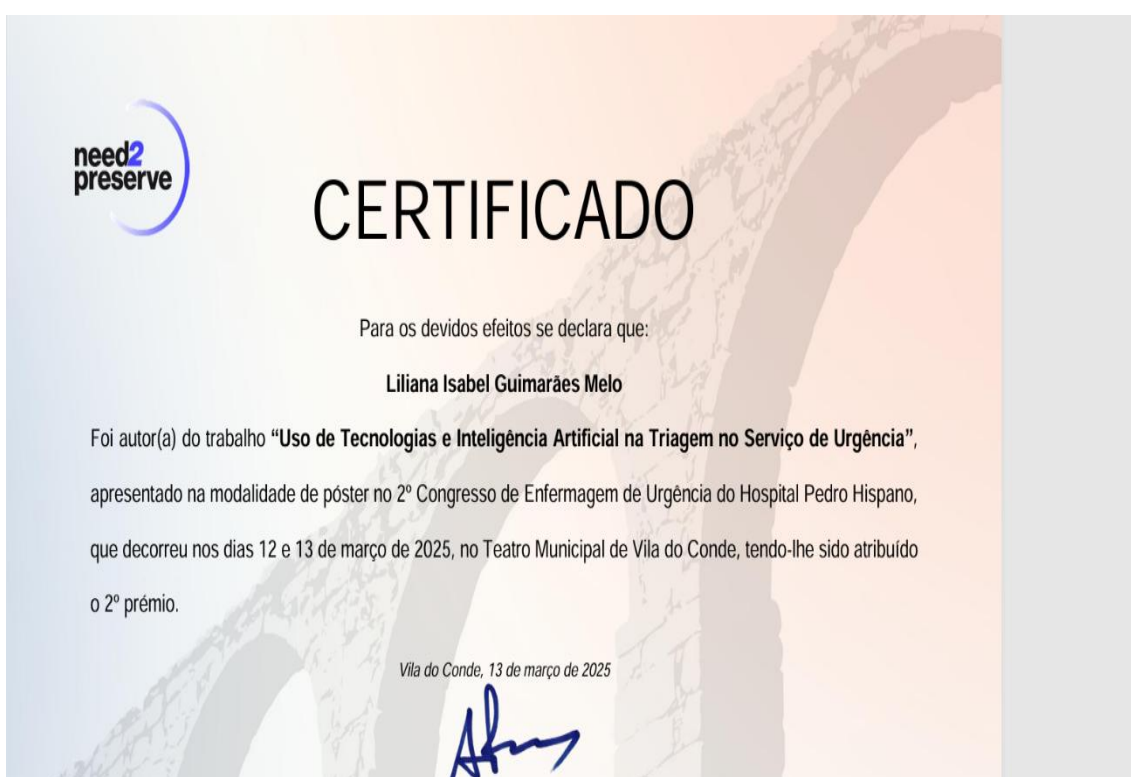 need2
preserve
CERTIFICADO
Para os devidos efeitos se declara que:
Liliana Isabel Guimarães Melo
Foi autor(a) do trabalho “Uso de Tecnologias e Inteligência Artificial na Triagem no Serviço de Urgência”,
apresentado na modalidade de póster no 2º Congresso de Enfermagem de Urgência do Hospital Pedro Hispano,
que decorreu nos dias 12 e 13 de março de 2025, no Teatro Municipal de Vila do Conde, tendo-lhe sido atribuído
o 2º prémio.
Vila do Conde, 13 de março de 2025